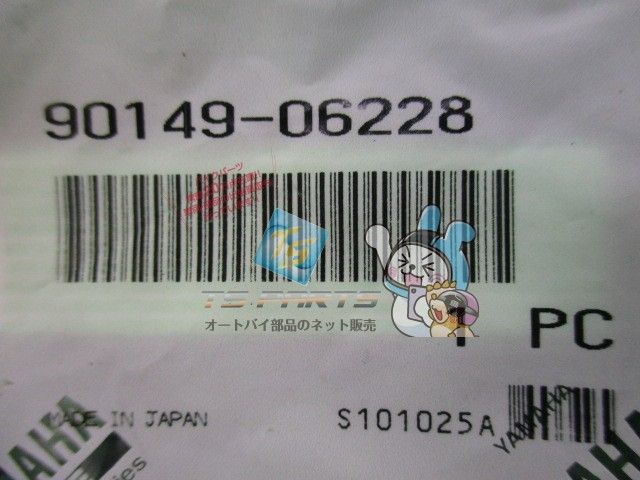 90149-06228
TS-PARTS
オートバイ部品のネット販売
1 PC
MADE IN JAPAN
S101025A
YAMAHA